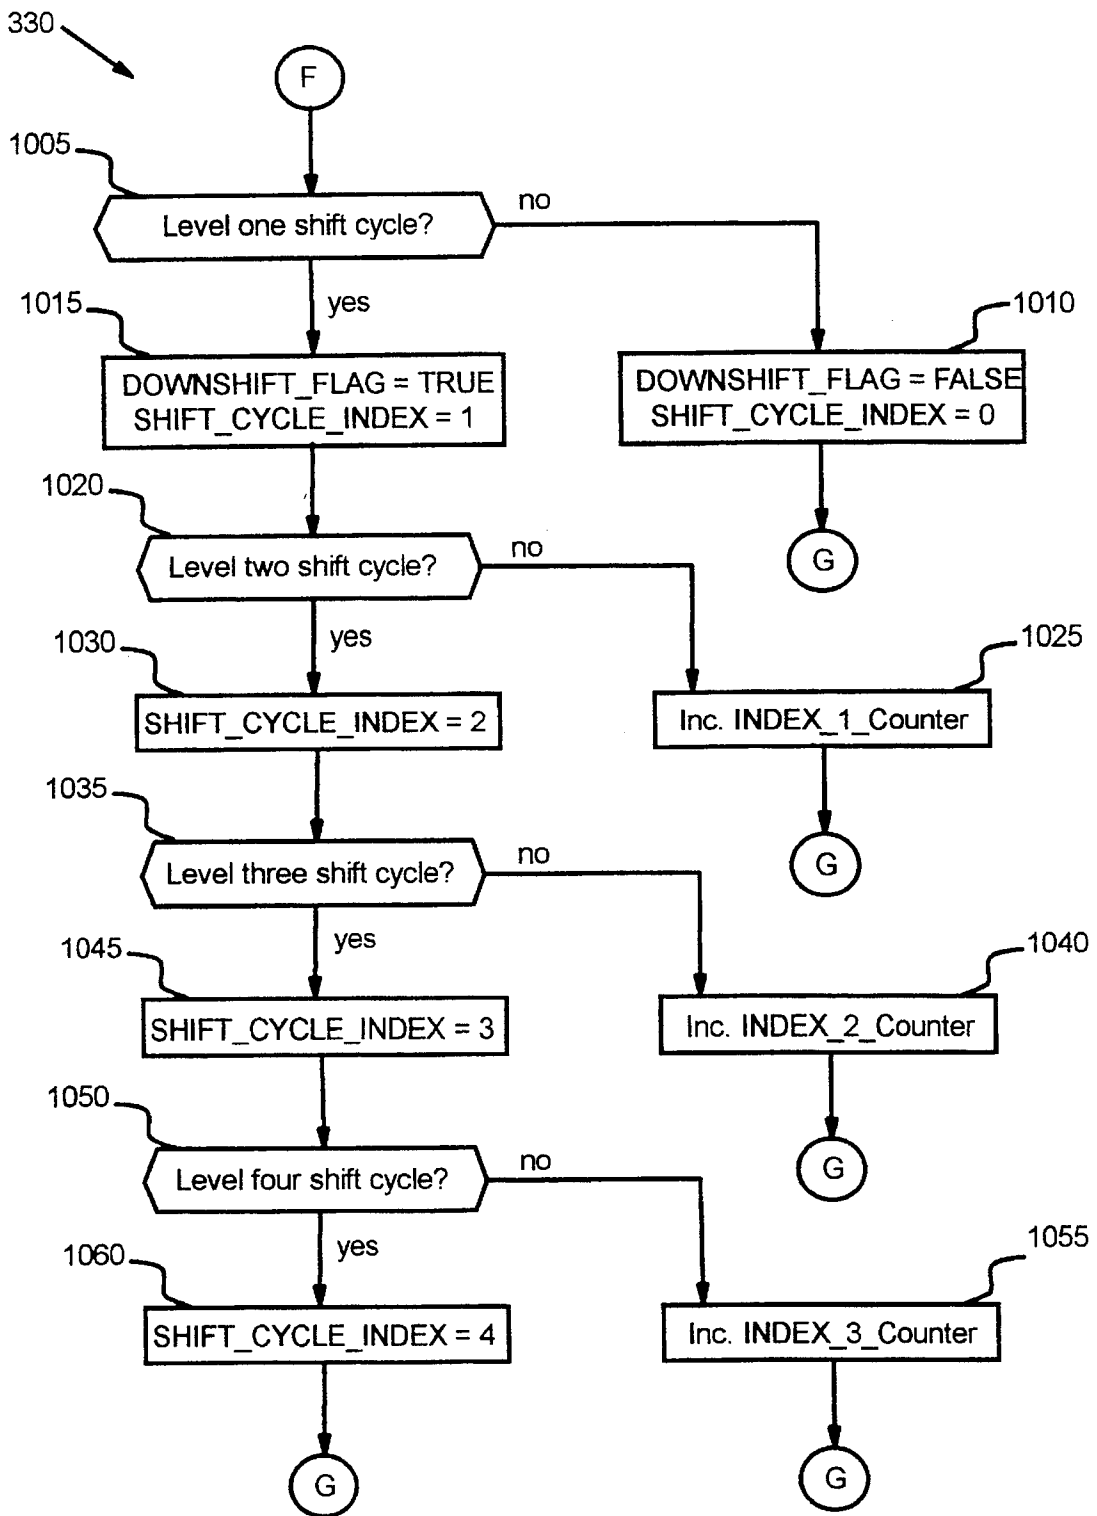 330
F
1005
Level one shift cycle?
no
yes
1015
1010
DOWNSHIFT_FLAG = TRUE
SHIFT_CYCLE_INDEX = 1
DOWNSHIFT_FLAG = FALSE
SHIFT_CYCLE_INDEX = 0
1020
Level two shift cycle?
no
G
yes
1030
1025
SHIFT_CYCLE_INDEX = 2
Inc. INDEX_1_Counter
1035
Level three shift cycle?
no
G
yes
1045
1040
SHIFT_CYCLE_INDEX = 3
Inc. INDEX_2_Counter
1050
Level four shift cycle?
no
G
yes
1060
1055
SHIFT_CYCLE_INDEX = 4
Inc. INDEX_3_Counter
G
G